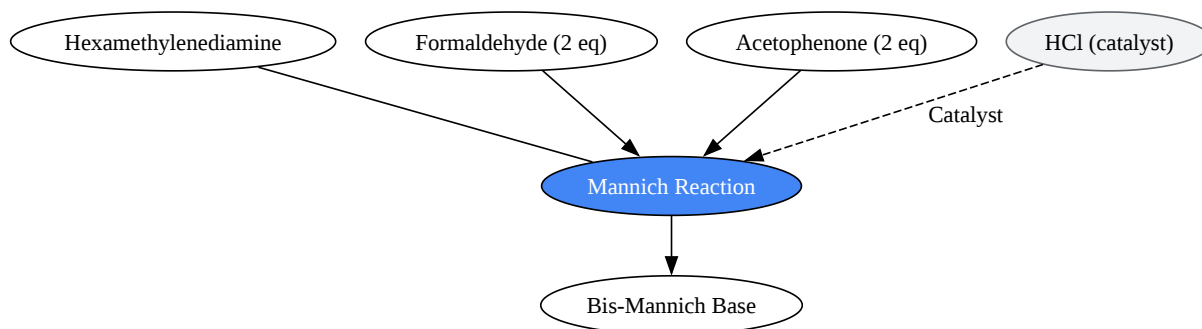 Hexamethylenediamine
Formaldehyde (2 eq)
Acetophenone (2 eq)
HCl (catalyst)
Catalyst
Mannich Reaction
Bis-Mannich Base